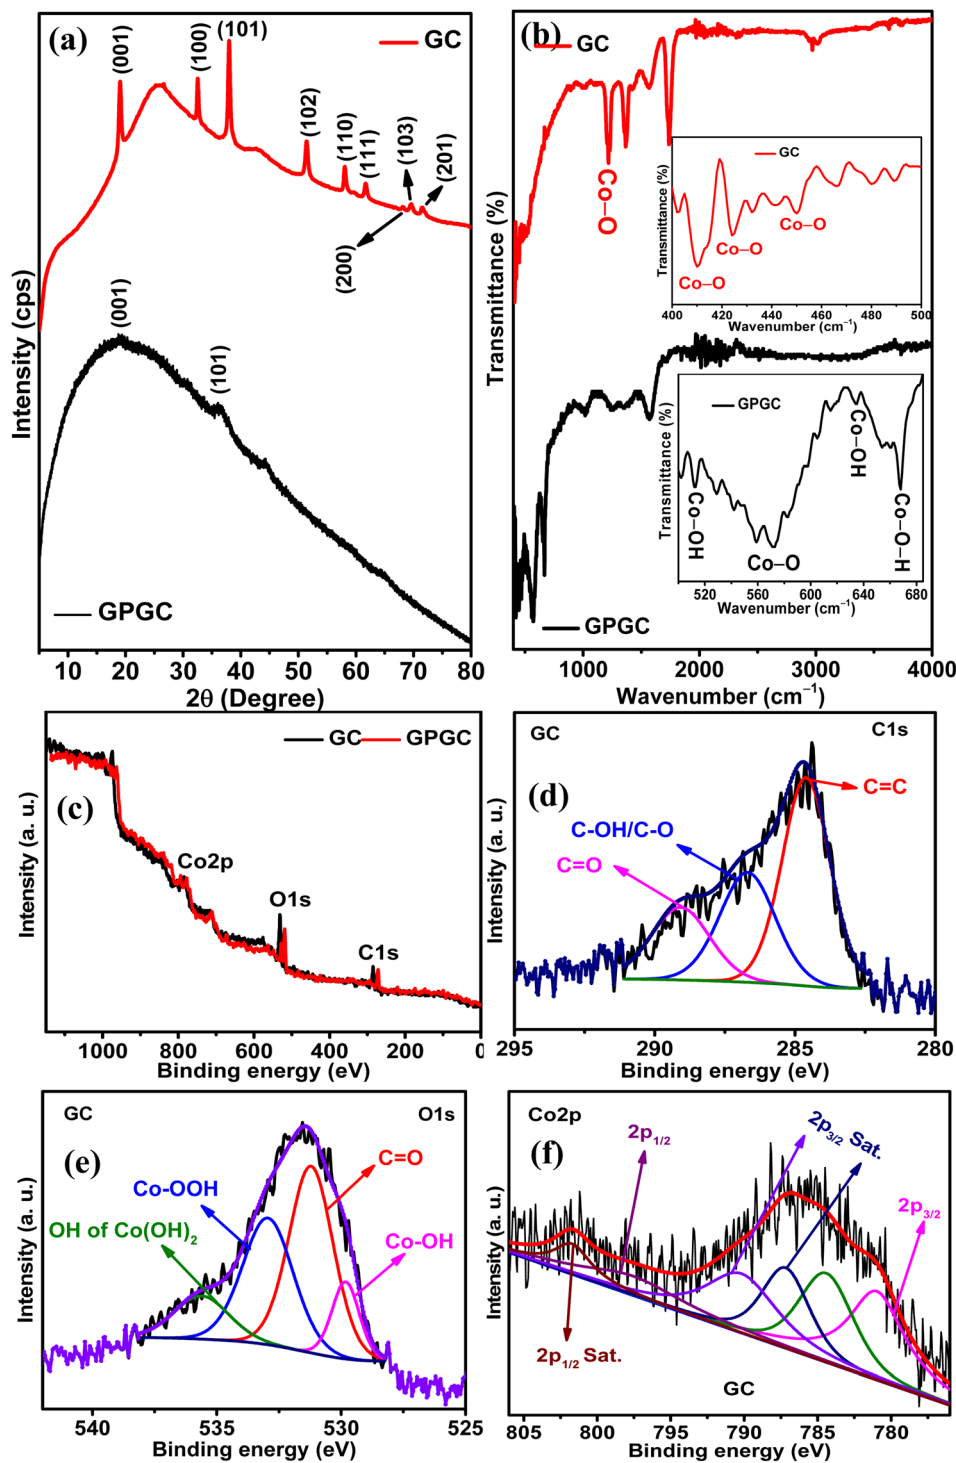 (a)
GC
(001)
(100)
(101)
(102)
(110)
(111)
(103)
(201)
(200)
(001)
(101)
GPGC
Intensity (cps)
10 20 30 40 50 60 70 80
2θ (Degree)
(b)
GC
Co–O
Transmittance (%)
GC
Transmittance (%)
Co–O
Co–O
Co–O
400 420 440 460 480 500
Wavenumber (cm⁻¹)
GPGC
Transmittance (%)
Co–OH
Co–O
Co–OH
Co–O-H
520 560 600 640 680
Wavenumber (cm⁻¹)
GPGC
1000 2000 3000 4000
Wavenumber (cm⁻¹)
(c)
GC
GPGC
Co2p
O1s
C1s
Intensity (a. u.)
1000 800 600 400 200 0
Binding energy (eV)
GC
C1s
(d)
C=C
C-OH/C-O
C=O
Intensity (a. u.)
295 290 285 280
Binding energy (eV)
GC
O1s
(e)
C=O
Co-OOH
OH of Co(OH)₂
Co-OH
Intensity (a. u.)
540 535 530 525
Binding energy (eV)
Co2p
(f)
2p₁/₂
2p₃/₂ Sat.
2p₃/₂
2p₁/₂ Sat.
GC
Intensity (a. u.)
805 800 795 790 785 780
Binding energy (eV)